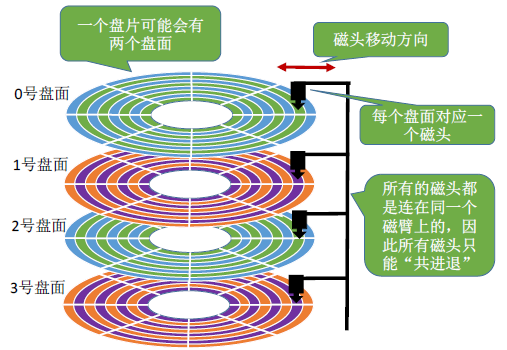 一个盘片可能会有
两个盘面
磁头移动方向
0号盘面
每个盘面对应一
个磁头
1号盘面
所有的磁头都
是连在同一个
磁臂上的，因
此所有磁头只
能“共进退”
2号盘面
3号盘面